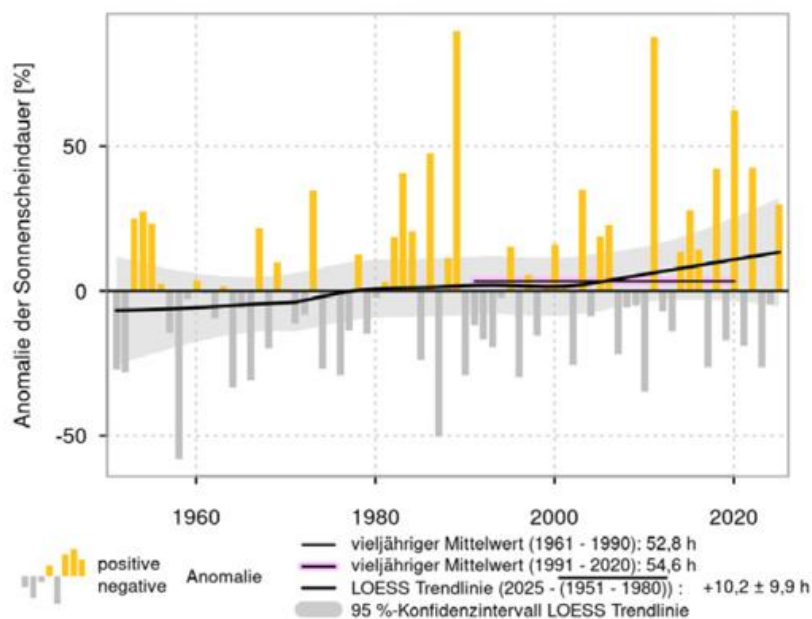 Anomalie der Sonnenscheindauer [%]
50
0
-50
1960
1980
2000
2020
positive
negative
Anomalie
vieljähriger Mittelwert (1961 - 1990): 52,8 h
vieljähriger Mittelwert (1991 - 2020): 54,6 h
LOESS Trendlinie (2025 - (1951 - 1980)) : +10,2 ± 9,9 h
95 %-Konfidenzintervall LOESS Trendlinie